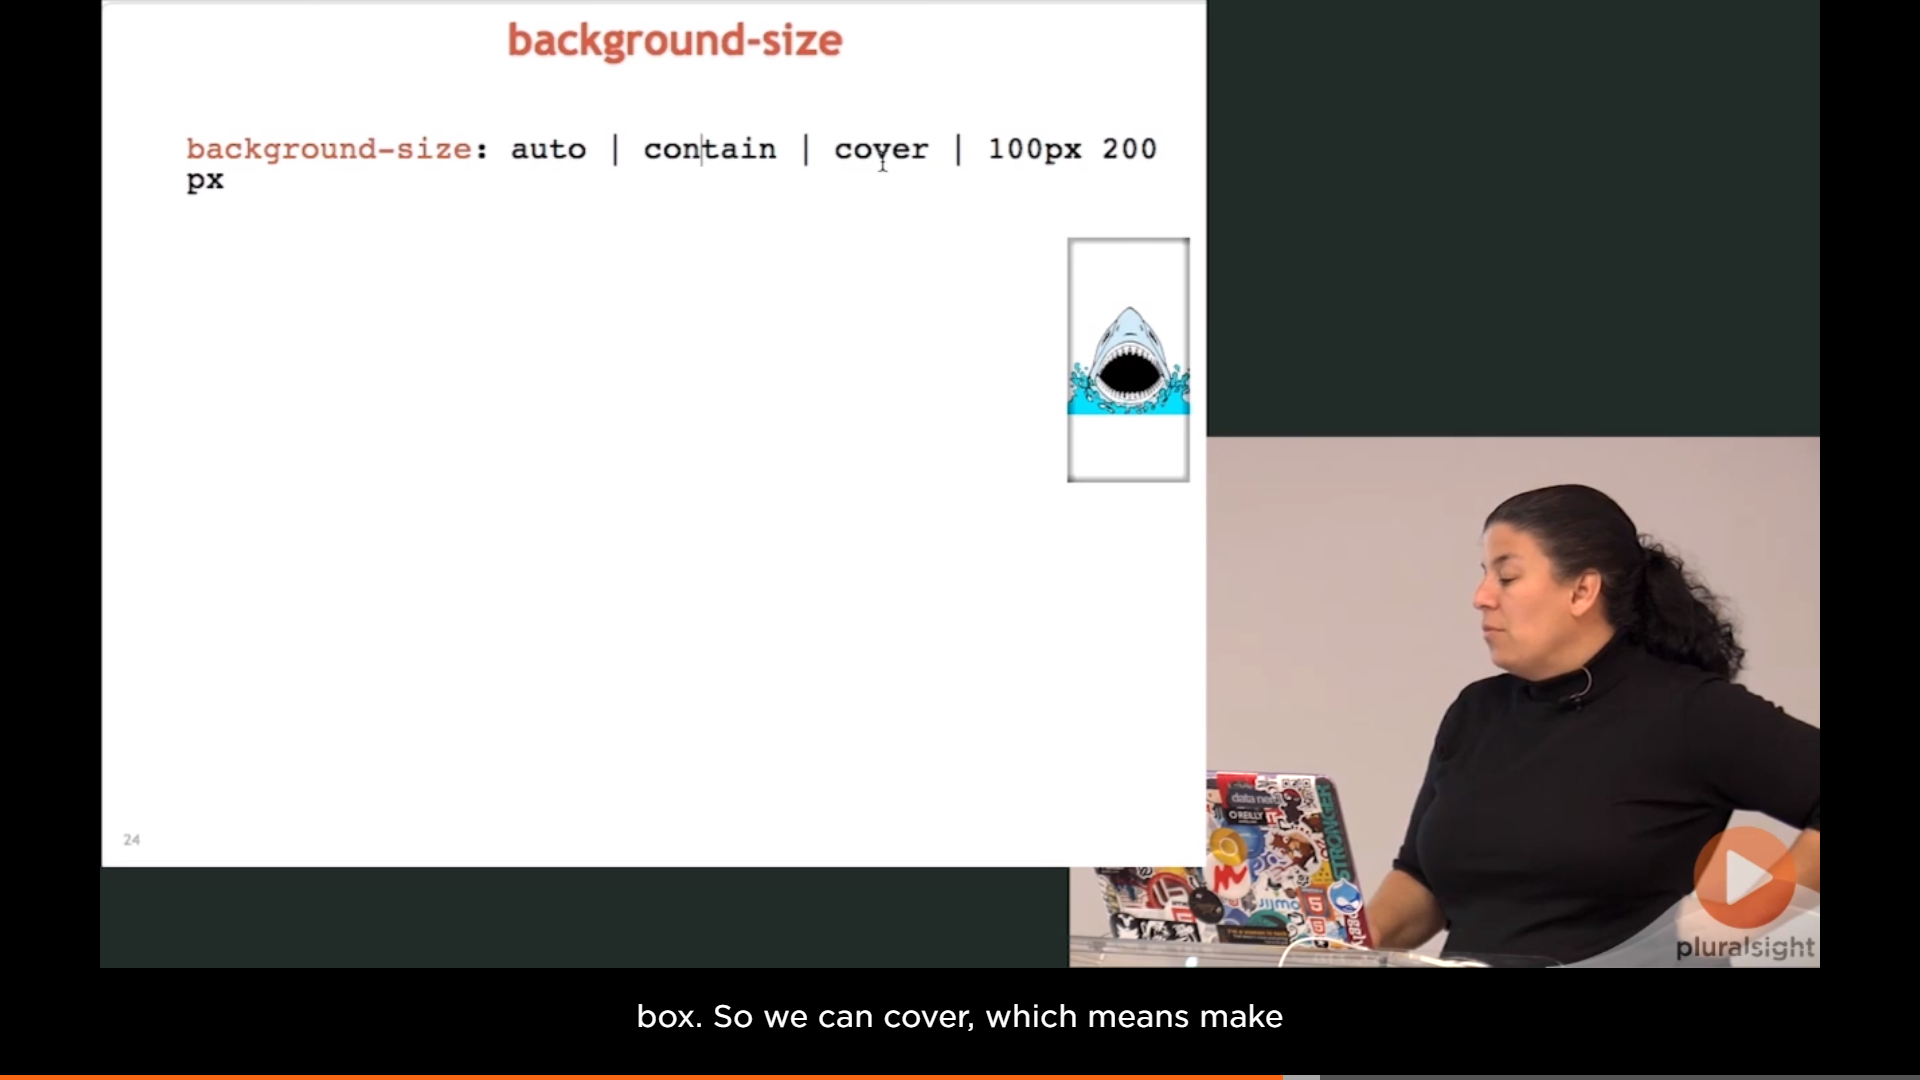 background-size
background-size: auto | contain | cover | 100px 200
px
24
data nerd
O'REILLY
STRONGER
pluralsight
box. So we can cover, which means make